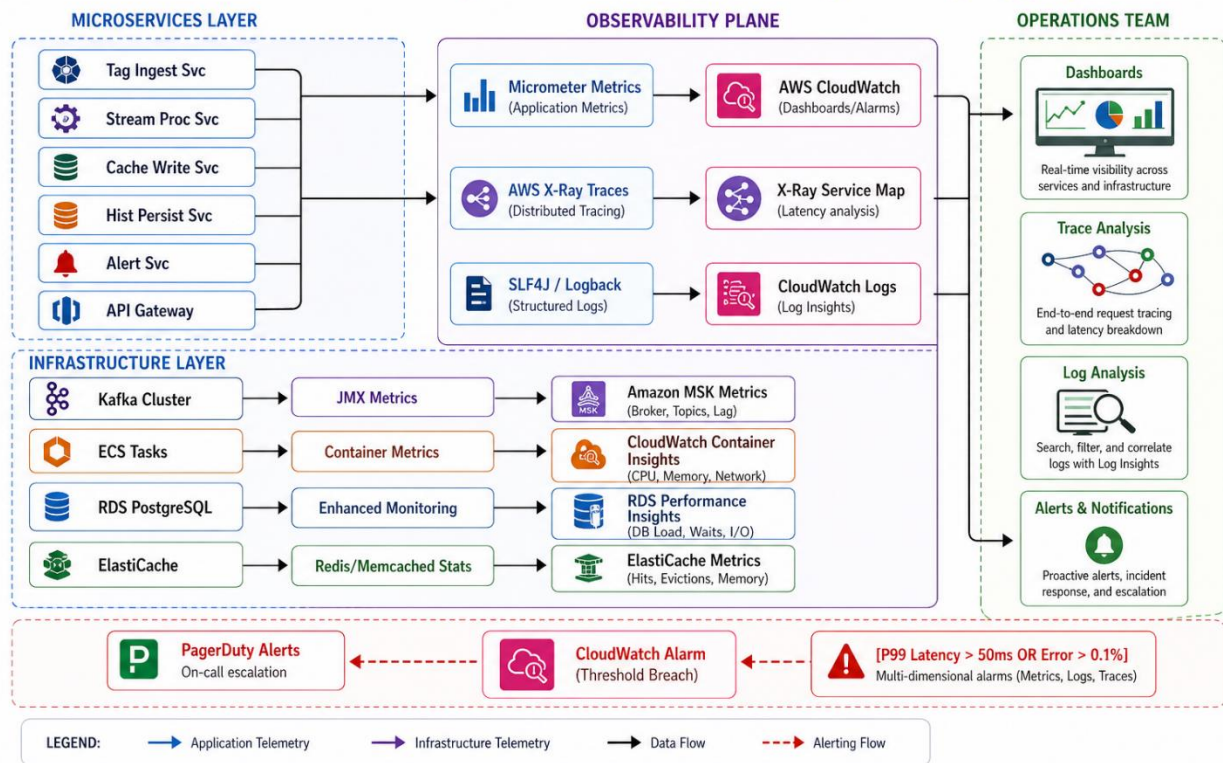 MICROSERVICES LAYER
Tag Ingest Svc
Stream Proc Svc
Cache Write Svc
Hist Persist Svc
Alert Svc
API Gateway
OBSERVABILITY PLANE
Micrometer Metrics
(Application Metrics)
AWS CloudWatch
(Dashboards/Alarms)
AWS X-Ray Traces
(Distributed Tracing)
X-Ray Service Map
(Latency analysis)
SLF4J / Logback
(Structured Logs)
CloudWatch Logs
(Log Insights)
OPERATIONS TEAM
Dashboards
Real-time visibility across
services and infrastructure
Trace Analysis
End-to-end request tracing
and latency breakdown
Log Analysis
Search, filter, and correlate
logs with Log Insights
Alerts & Notifications
Proactive alerts, incident
response, and escalation
INFRASTRUCTURE LAYER
Kafka Cluster
JMX Metrics
MSK
Amazon MSK Metrics
(Broker, Topics, Lag)
ECS Tasks
Container Metrics
CloudWatch Container
Insights
(CPU, Memory, Network)
RDS PostgreSQL
Enhanced Monitoring
RDS Performance
Insights
(DB Load, Waits, I/O)
ElastiCache
Redis/Memcached Stats
ElastiCache Metrics
(Hits, Evictions, Memory)
P
PagerDuty Alerts
On-call escalation
CloudWatch Alarm
(Threshold Breach)
[P99 Latency > 50ms OR Error > 0.1%]
Multi-dimensional alarms (Metrics, Logs, Traces)
LEGEND:
Application Telemetry
Infrastructure Telemetry
Data Flow
Alerting Flow